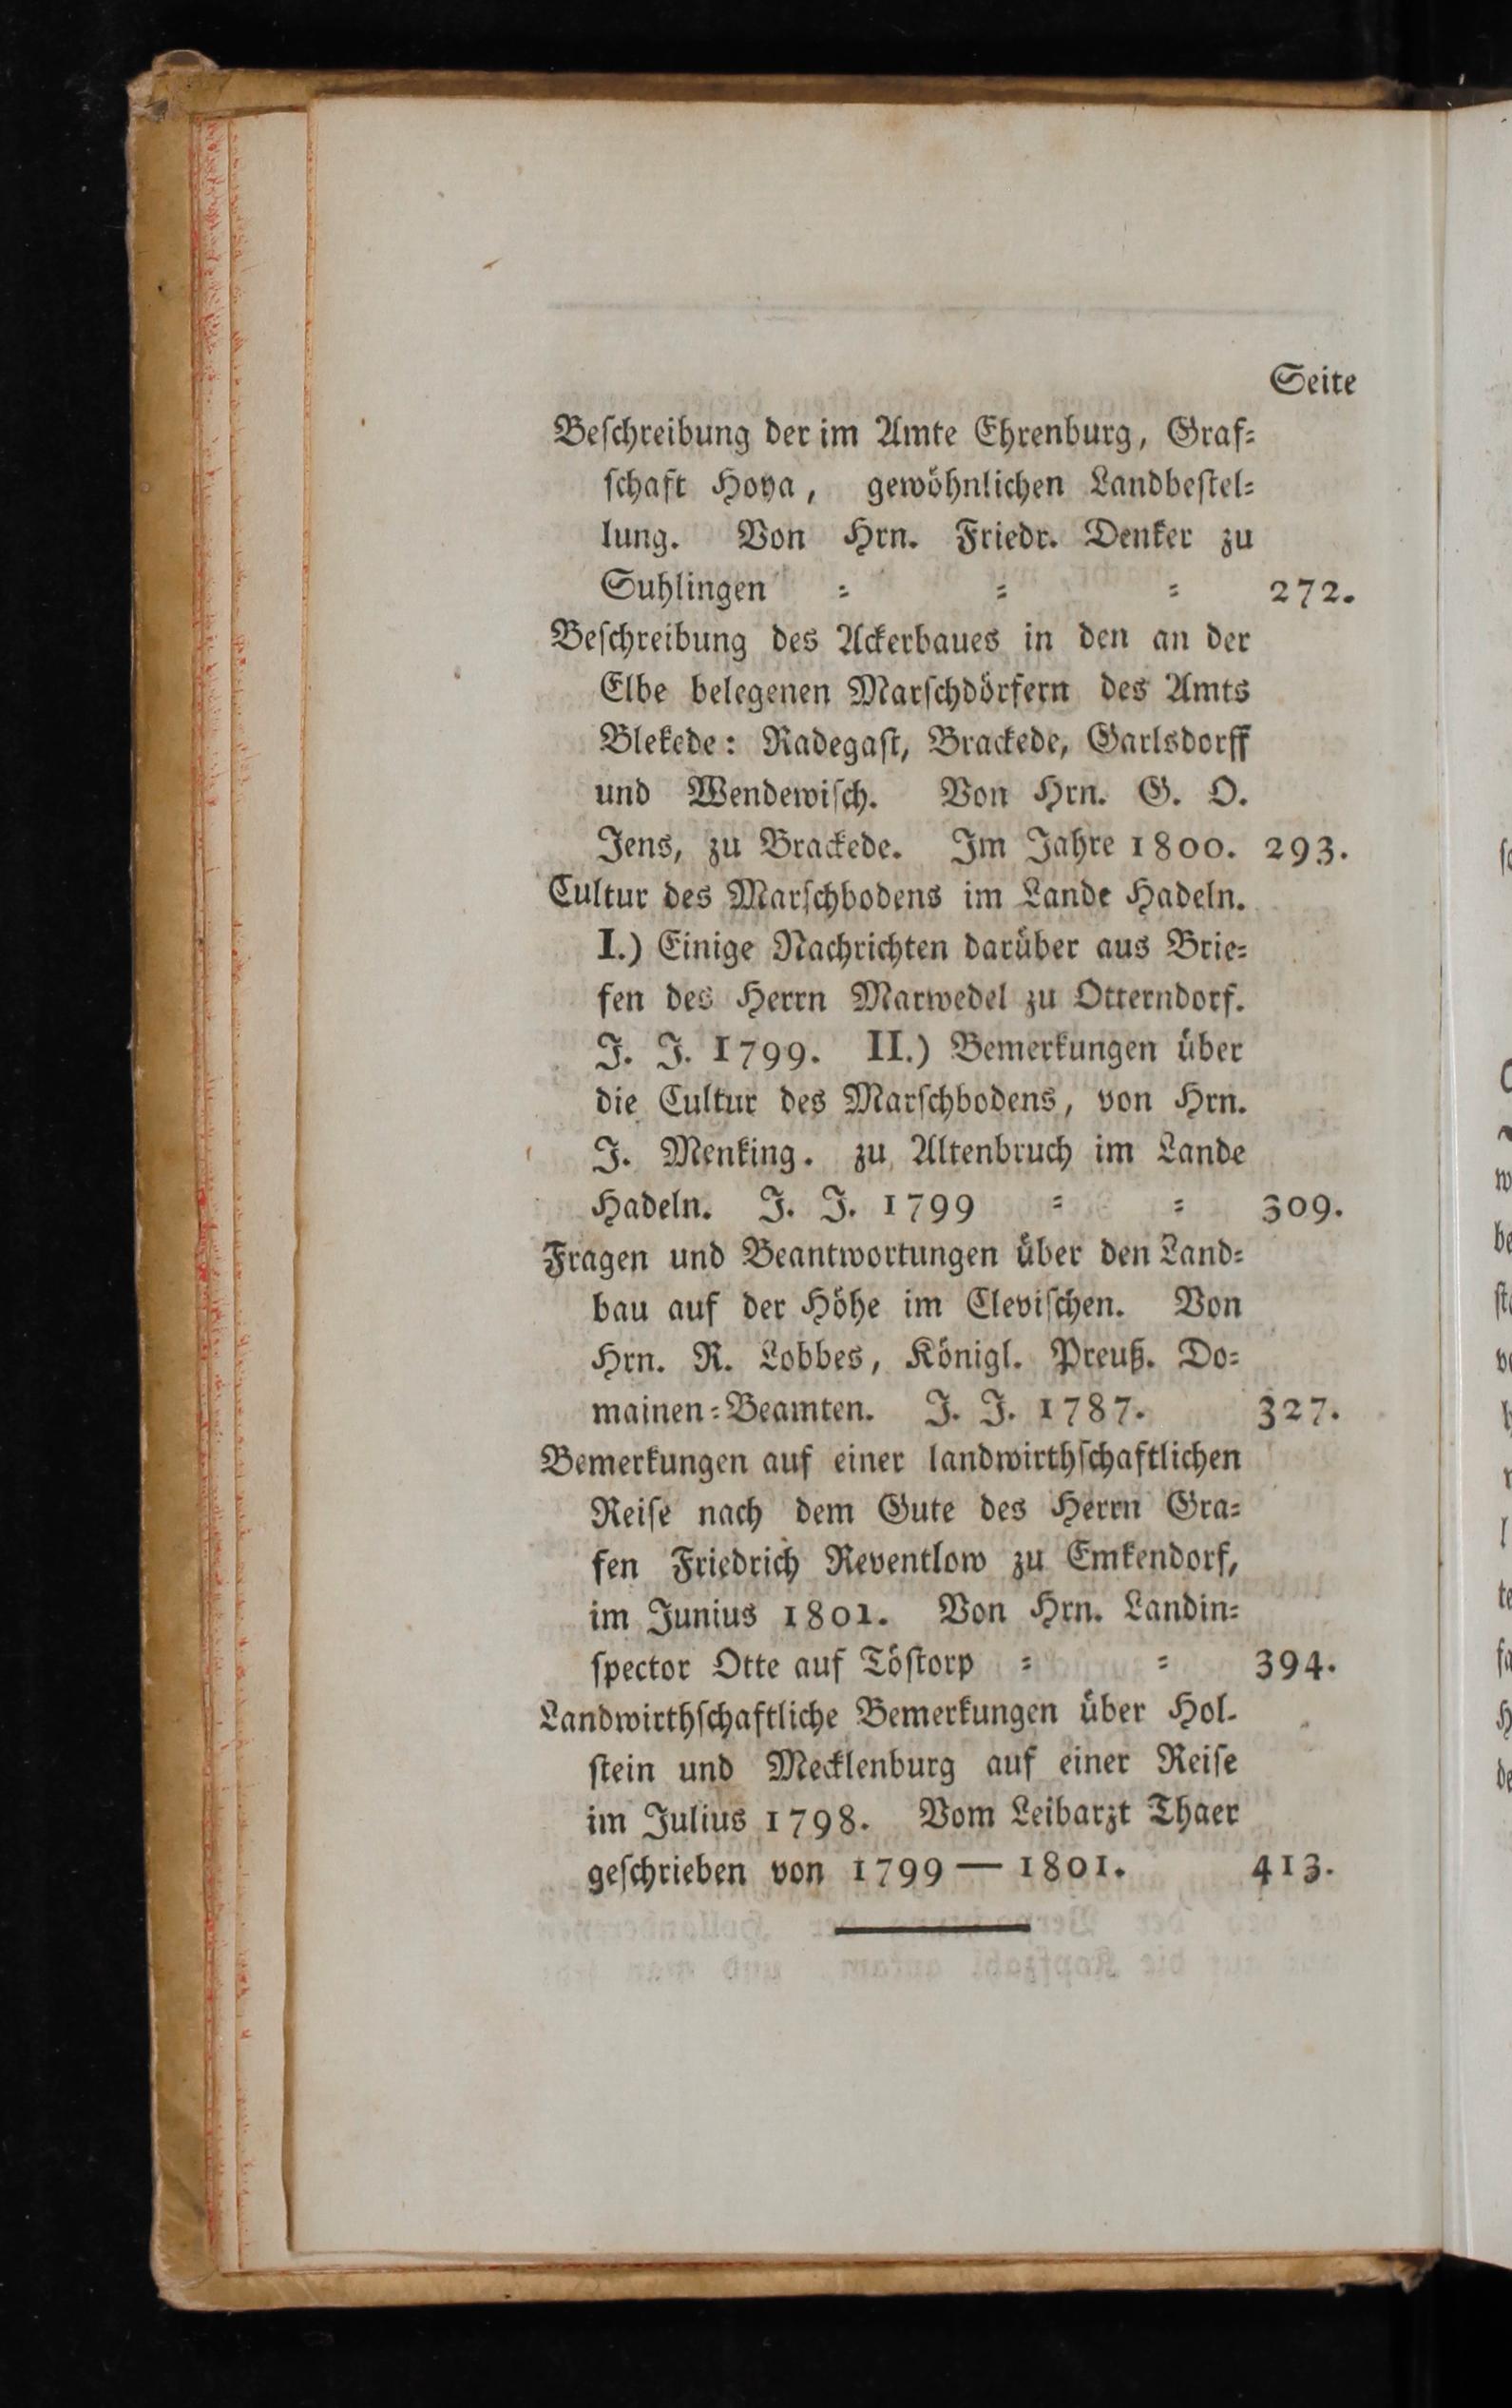 Seite
Beſchreibung der im Amte Ehrenburg, Graf⸗
ſchaft Hoya, gewöhnlichen Landbeſtel⸗
lung. Von Hrn. Friedr. Denker zu
Suhlingen ⸗ ⸗ ⸗ 272.
Beſchreibung des Ackerbaues in den an der
Elbe belegenen Marſchdörfern des Amts
Blekede: Radegaſt, Brackede, Garlsdorff
und Wendewiſch. Von Hrn. G. O.
Jens, zu Brackede. Im Jahre 1800. 293.
Cultur des Marſchbodens im Lande Hadeln.
I.) Einige Nachrichten darüber aus Brie⸗
fen des Herrn Marwedel zu Otterndorf.
J. J. 1799. II.) Bemerkungen über
die Cultur des Marſchbodens, von Hrn.
J. Menking. zu Altenbruch im Lande
Hadeln. J. J. 1799 ⸗ ⸗ 309.
Fragen und Beantwortungen über den Land⸗
bau auf der Höhe im Cleviſchen. Von
Hrn. R. Lobbes, Königl. Preuß. Do⸗
mainen⸗Beamten. J. J. 1787. 327.
Bemerkungen auf einer landwirthſchaftlichen
Reiſe nach dem Gute des Herrn Gra⸗
fen Friedrich Reventlow zu Emkendorf,
im Junius 1801. Von Hrn. Landin⸗
ſpector Otte auf Töſtorp ⸗ ⸗ 394.
Landwirthſchaftliche Bemerkungen über Hol-
ſtein und Mecklenburg auf einer Reiſe
im Julius 1798. Vom Leibarzt Thaer
geſchrieben von 1799 — 1801. 413.